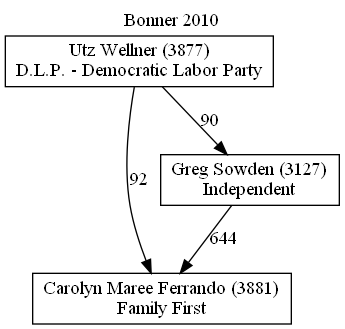 Bonner 2010
Utz Wellner (3877)
D.L.P. - Democratic Labor Party
90
Greg Sowden (3127)
Independent
92
644
Carolyn Maree Ferrando (3881)
Family First